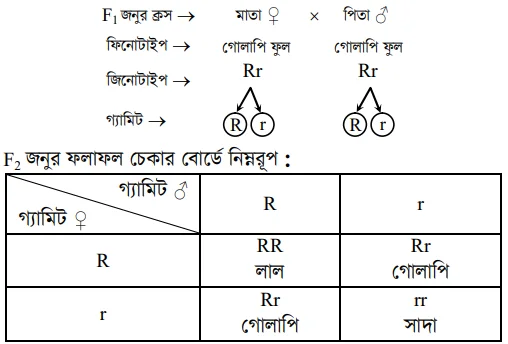 F1 জনুর ক্রস → মাতা ♀ × পিতা ♂
ফিনোটাইপ → গোলাপি ফুল গোলাপি ফুল
জিনোটাইপ → Rr Rr
গ্যামিট → R r R r
F2 জনুর ফলাফল চেকার বোর্ডে নিম্নরূপ :
গ্যামিট ♂ R r
গ্যামিট ♀
R RR Rr
লাল গোলাপি
r Rr rr
গোলাপি সাদা